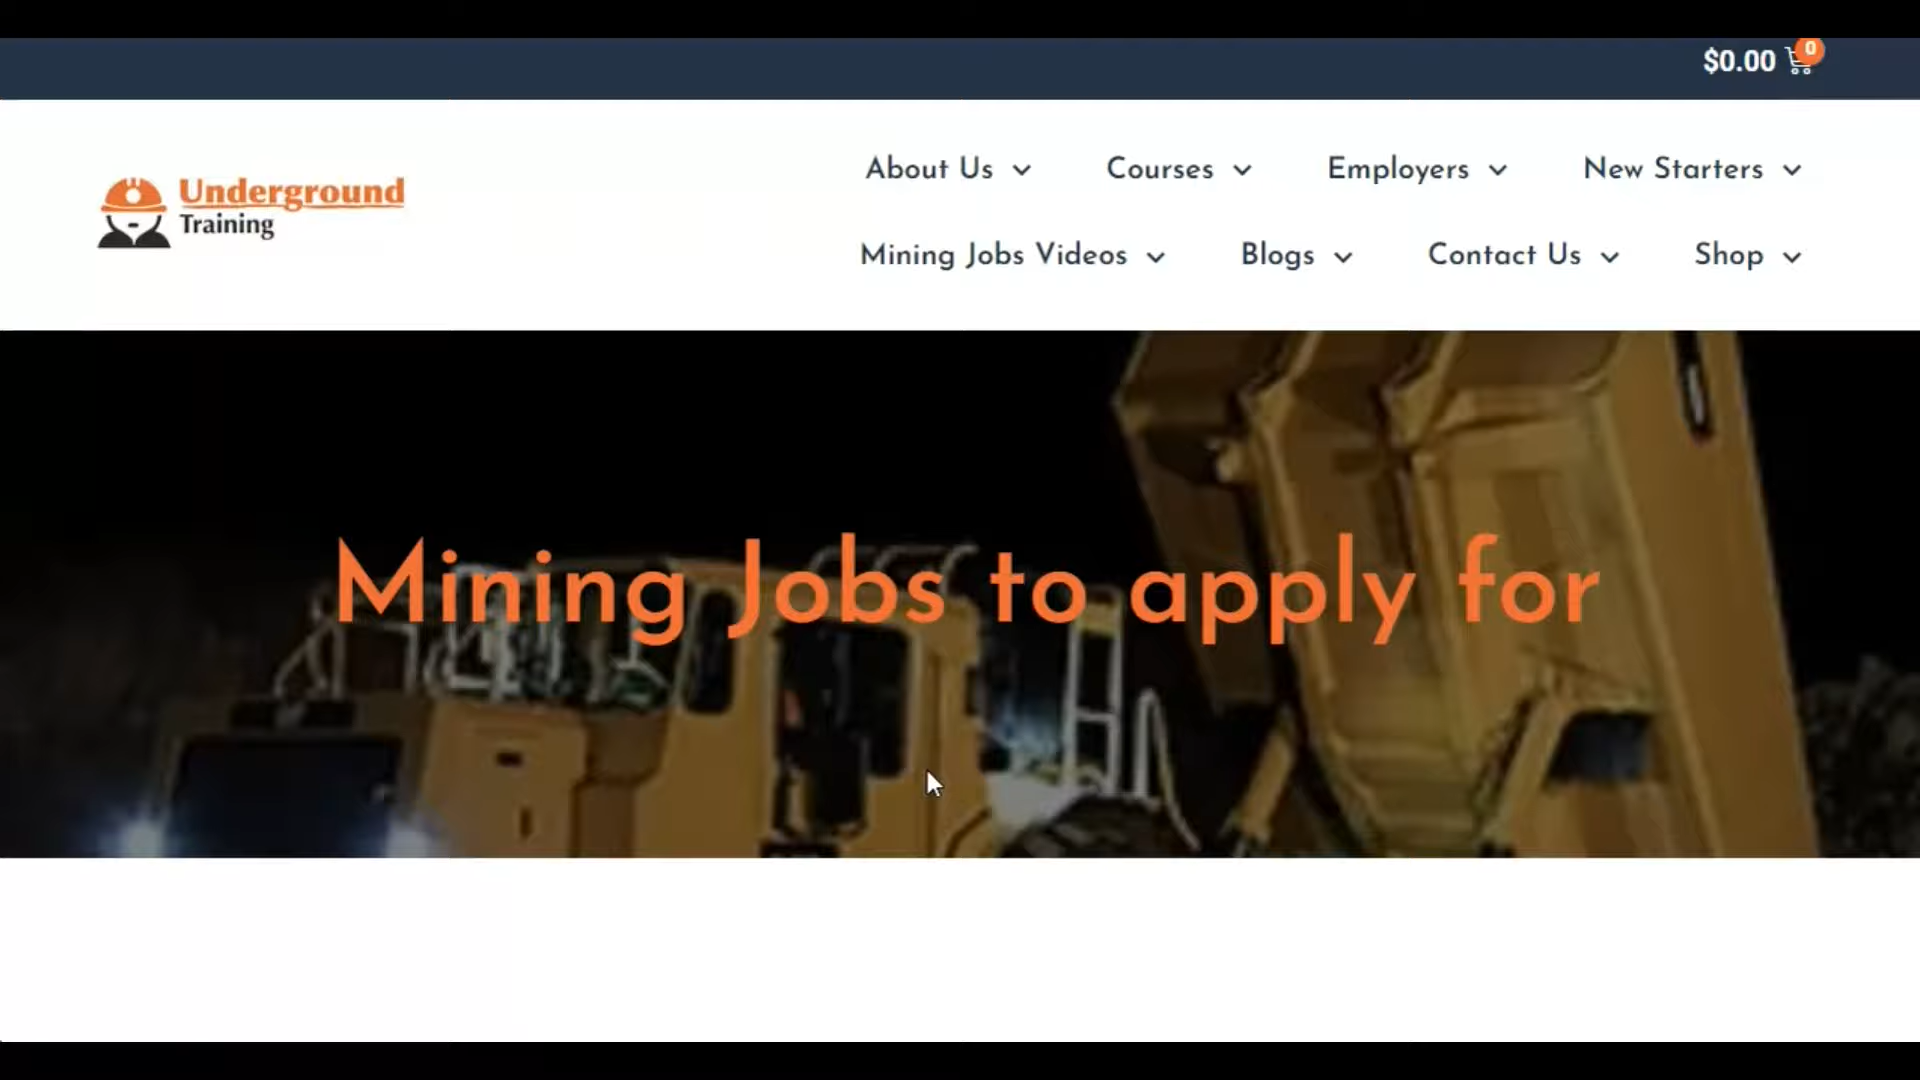 $0.00 0
Underground
Training
About Us Courses Employers New Starters
Mining Jobs Videos Blogs Contact Us Shop
Mining Jobs to apply for